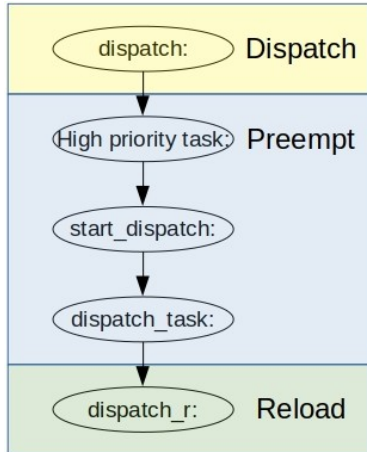 dispatch: Dispatch
High priority task: Preempt
start_dispatch:
dispatch_task:
dispatch_r: Reload